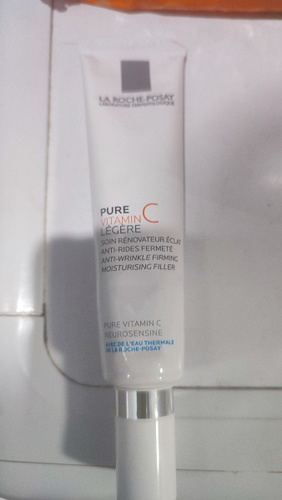 LA ROCHE-POSAY
LABORATOIRE DERMATOLOGIQUE
PURE
VITAMIN C
LÉGÈRE
SOIN RÉNOVATEUR ÉCLAT
ANTI-RIDES FERMETÉ
ANTI-WRINKLE FIRMING
MOISTURISING FILLER
PURE VITAMIN C
NEUROSENSINE
AVEC DE L'EAU THERMALE
DE LA ROCHE-POSAY